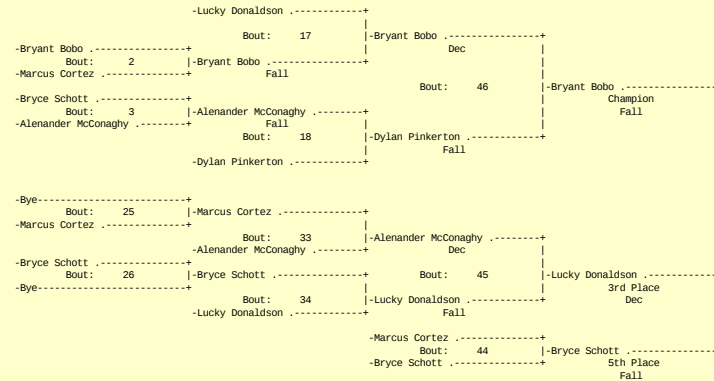 -Lucky Donaldson .------------+
|
Bout: 17 |-Bryant Bobo .---------------+
-Bryant Bobo .---------------+ | Dec |
Bout: 2 |-Bryant Bobo .---------------+ |
-Marcus Cortez .-------------+ Fall |
Bout: 46 |-Bryant Bobo .---------------
-Bryce Schott .--------------+ | Champion
Bout: 3 |-Alenander McConaghy .-------+ | Fall
-Alenander McConaghy .-------+ Fall | |
Bout: 18 |-Dylan Pinkerton .-----------+
| Fall
-Dylan Pinkerton .-----------+
-Bye-------------------------+
Bout: 25 |-Marcus Cortez .-------------+
-Marcus Cortez .-------------+ |
Bout: 33 |-Alenander McConaghy .-------+
-Alenander McConaghy .-------+ Dec |
-Bryce Schott .--------------+ |
Bout: 26 |-Bryce Schott .--------------+ Bout: 45 |-Lucky Donaldson .-----------
-Bye-------------------------+ | | 3rd Place
Bout: 34 |-Lucky Donaldson .-----------+ Dec
-Lucky Donaldson .-----------+ Fall
-Marcus Cortez .-------------+
Bout: 44 |-Bryce Schott .--------------
-Bryce Schott .--------------+ 5th Place
Fall